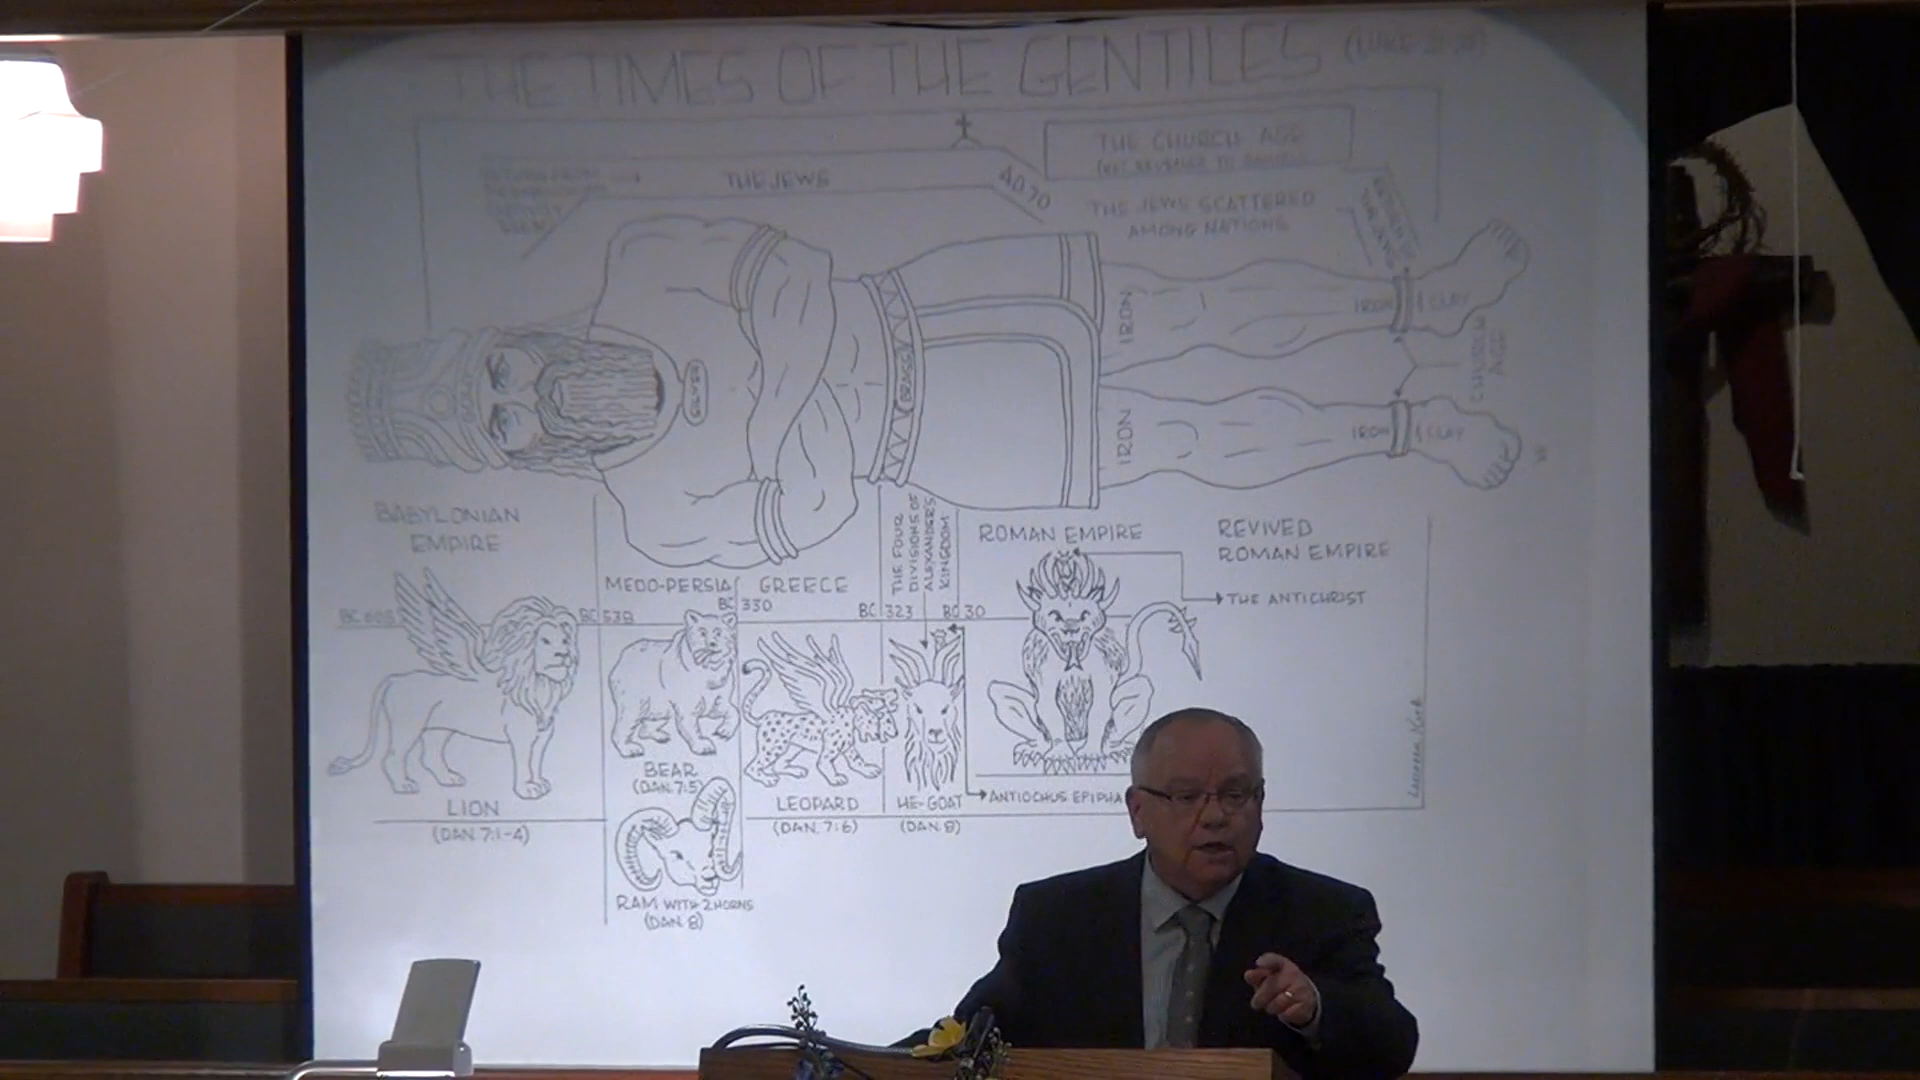 THE TIMES OF THE GENTILES
THE CHURCH AGE
THE JEWS
AD 70
THE JEWS SCATTERED
AMONG NATIONS
GOLD
SILVER
BRASS
IRON
IRON
IRON
CLAY
IRON
CLAY
CHURCH
AGE
BABYLONIAN
EMPIRE
MEDO-PERSIA
GREECE
THE FOUR
DIVISIONS OF
ALEXANDER'S
KINGDOM
ROMAN EMPIRE
REVIVED
ROMAN EMPIRE
THE ANTICHRIST
BC 605
BC 538
BC 330
BC 323
BC 30
LION
(DAN. 7:1-4)
BEAR
(DAN. 7:5)
RAM WITH 2 HORNS
(DAN. 8)
LEOPARD
(DAN. 7:6)
HE-GOAT
(DAN. 8)
ANTIOCHUS EPIPHA